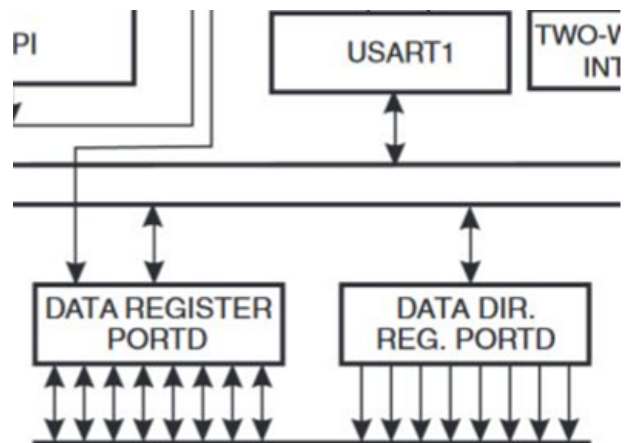 PI
USART1
TWO-W
INT
DATA REGISTER
PORTD
DATA DIR.
REG. PORTD